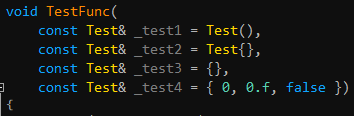 void TestFunc(
const Test& _test1 = Test(),
const Test& _test2 = Test{},
const Test& _test3 = {},
const Test& _test4 = { 0, 0.f, false })
{